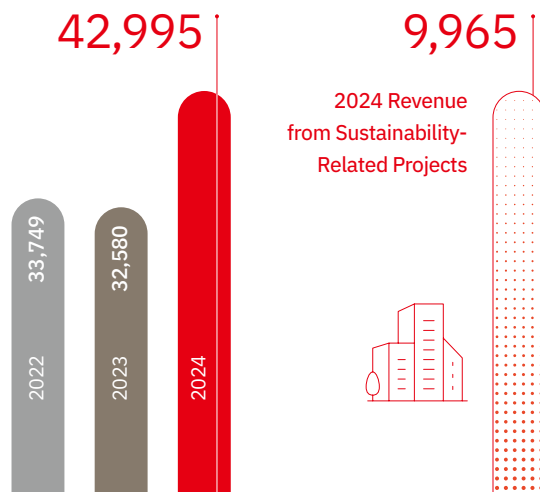 42,995
9,965
2024 Revenue
from Sustainability-
Related Projects
33,749
32,580
2022
2023
2024